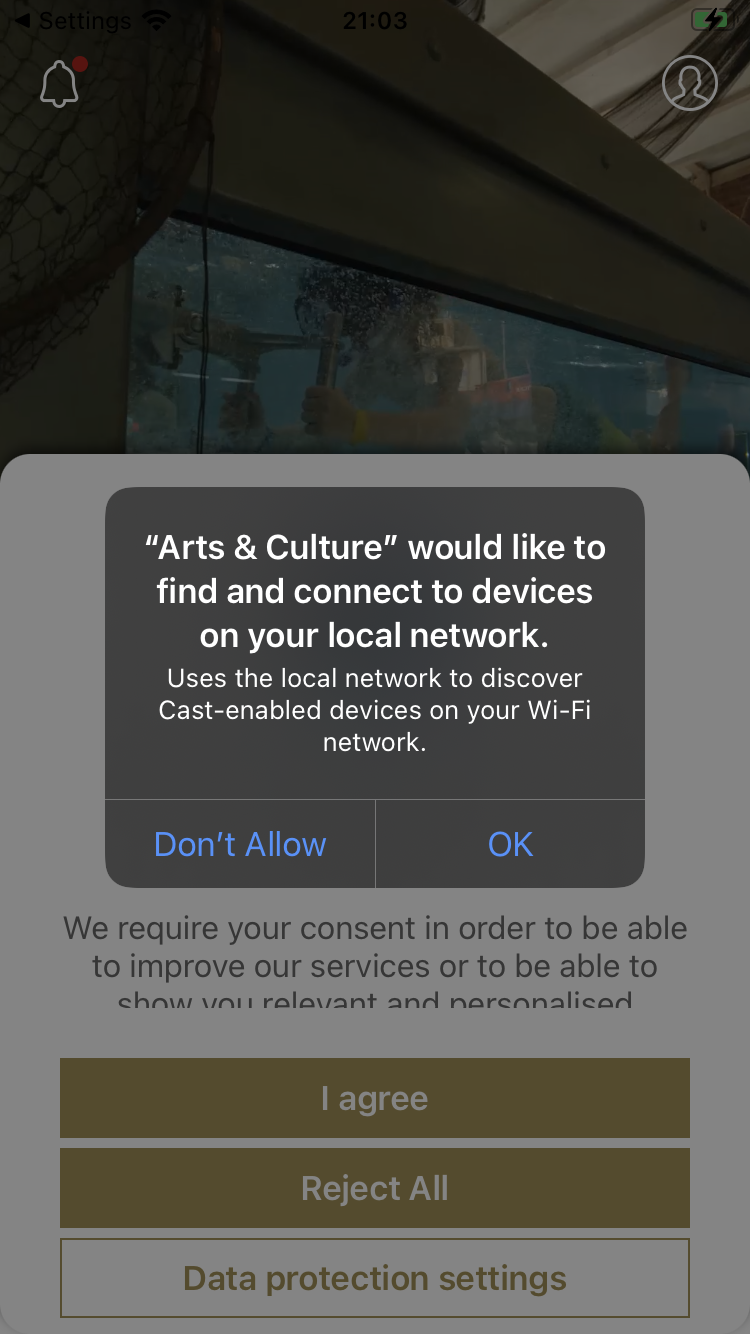 Settings
21:03
“Arts & Culture” would like to
find and connect to devices
on your local network.
Uses the local network to discover
Cast-enabled devices on your Wi-Fi
network.
Don’t Allow
OK
We require your consent in order to be able
to improve our services or to be able to
show you relevant and personalised
I agree
Reject All
Data protection settings